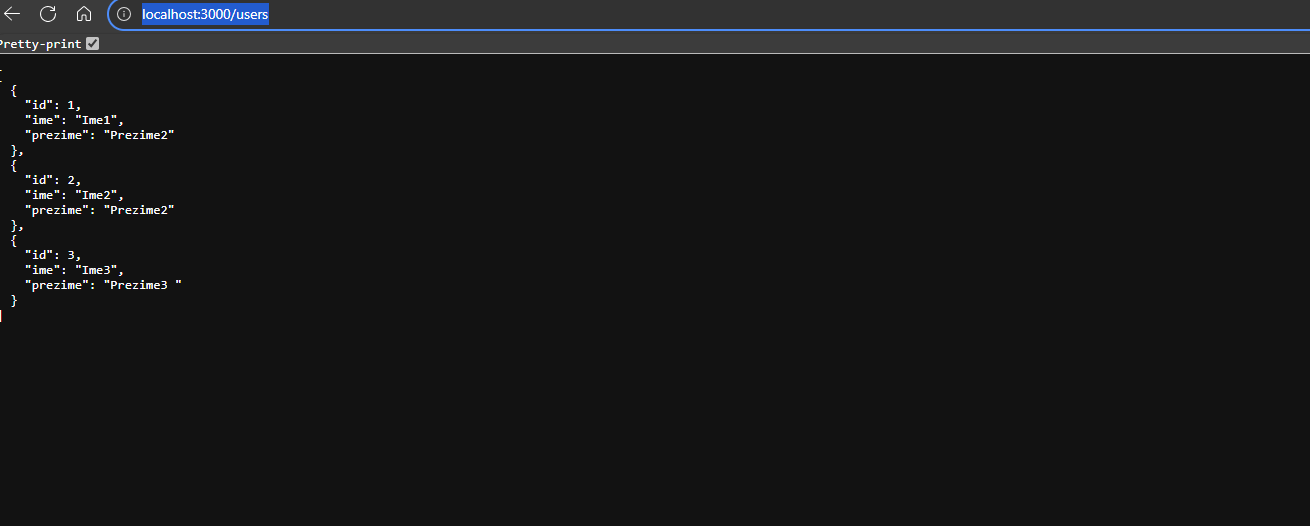 localhost:3000/users
Pretty-print
[
  {
    "id": 1,
    "ime": "Ime1",
    "prezime": "Prezime2"
  },
  {
    "id": 2,
    "ime": "Ime2",
    "prezime": "Prezime2"
  },
  {
    "id": 3,
    "ime": "Ime3",
    "prezime": "Prezime3 "
  }
]